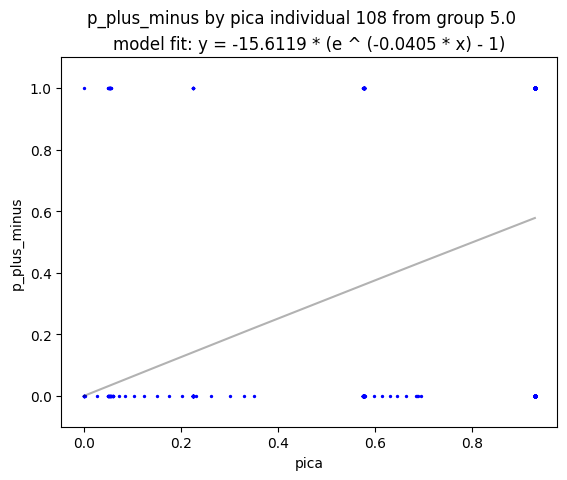 p_plus_minus by pica individual 108 from group 5.0
model fit: y = -15.6119 * (e ^ (-0.0405 * x) - 1)
1.0
0.8
0.6
0.4
0.2
0.0
p_plus_minus
0.0 0.2 0.4 0.6 0.8
pica